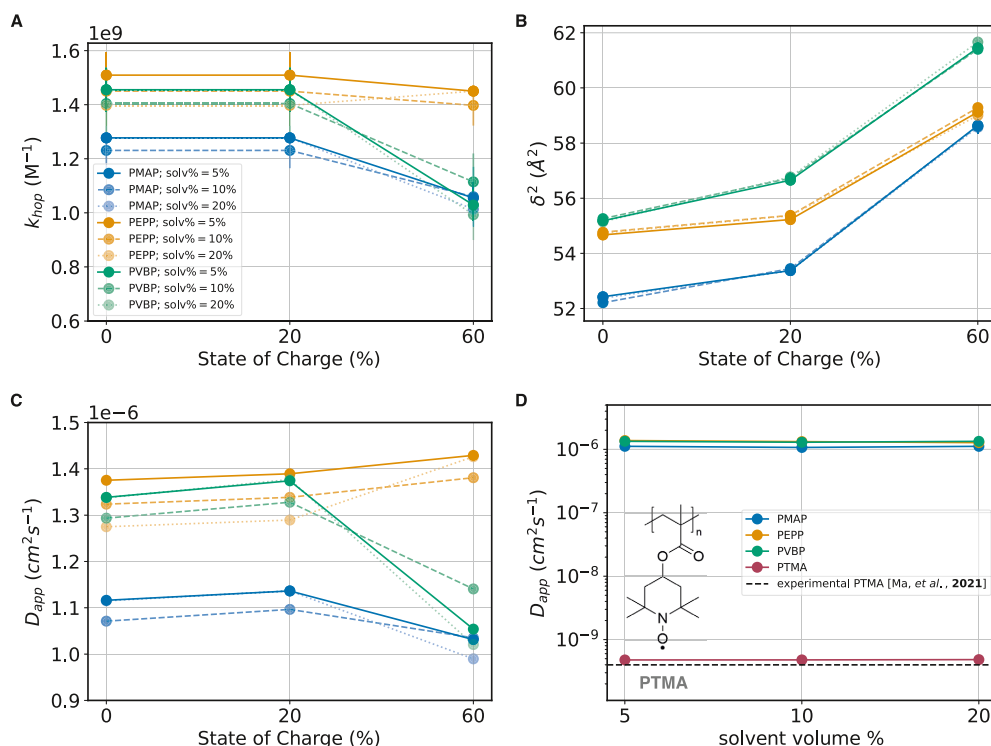 A
1e9
1.6
1.4
1.2
1.0
0.8
0.6
k_hop (M⁻¹)
PMAP; solv% = 5%
PMAP; solv% = 10%
PMAP; solv% = 20%
PEPP; solv% = 5%
PEPP; solv% = 10%
PEPP; solv% = 20%
PVBP; solv% = 5%
PVBP; solv% = 10%
PVBP; solv% = 20%
0
20
60
State of Charge (%)
B
62
60
58
56
54
52
δ² (Å²)
0
20
60
State of Charge (%)
C
1e−6
1.5
1.4
1.3
1.2
1.1
1.0
0.9
D_app (cm²s⁻¹)
0
20
60
State of Charge (%)
D
10⁻⁶
10⁻⁷
10⁻⁸
10⁻⁹
D_app (cm²s⁻¹)
PMAP
PEPP
PVBP
PTMA
experimental PTMA [Ma, et al., 2021]
n
O
O
N
O
PTMA
5
10
20
solvent volume %